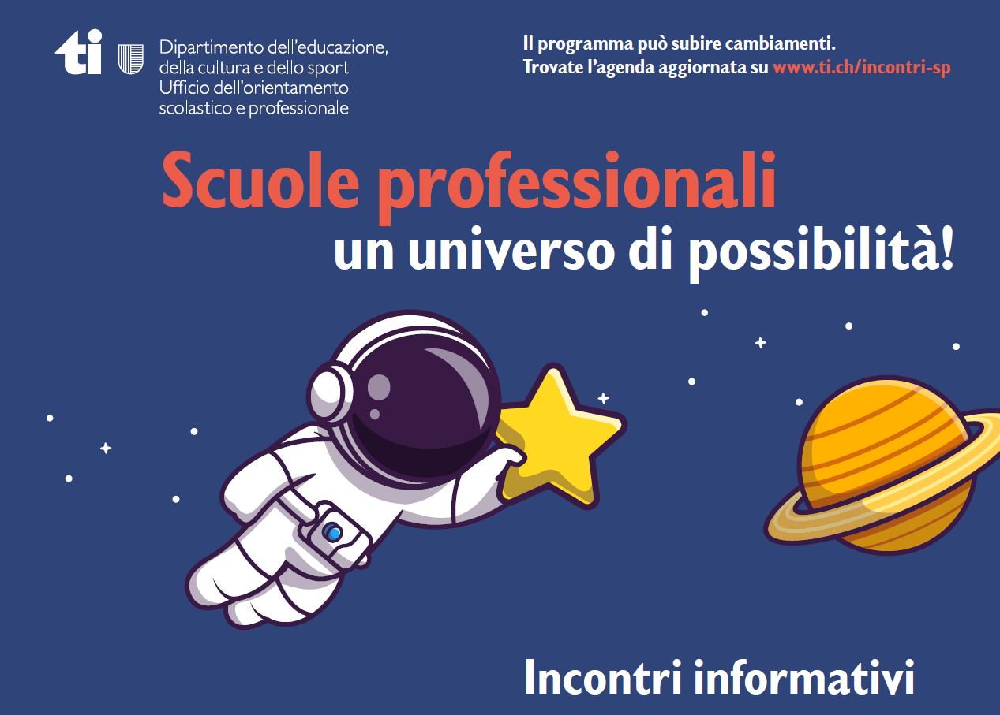 ti
Dipartimento dell'educazione,
della cultura e dello sport
Ufficio dell'orientamento
scolastico e professionale
Il programma può subire cambiamenti.
Trovate l'agenda aggiornata su www.ti.ch/incontri-sp
Scuole professionali
un universo di possibilità!
Incontri informativi